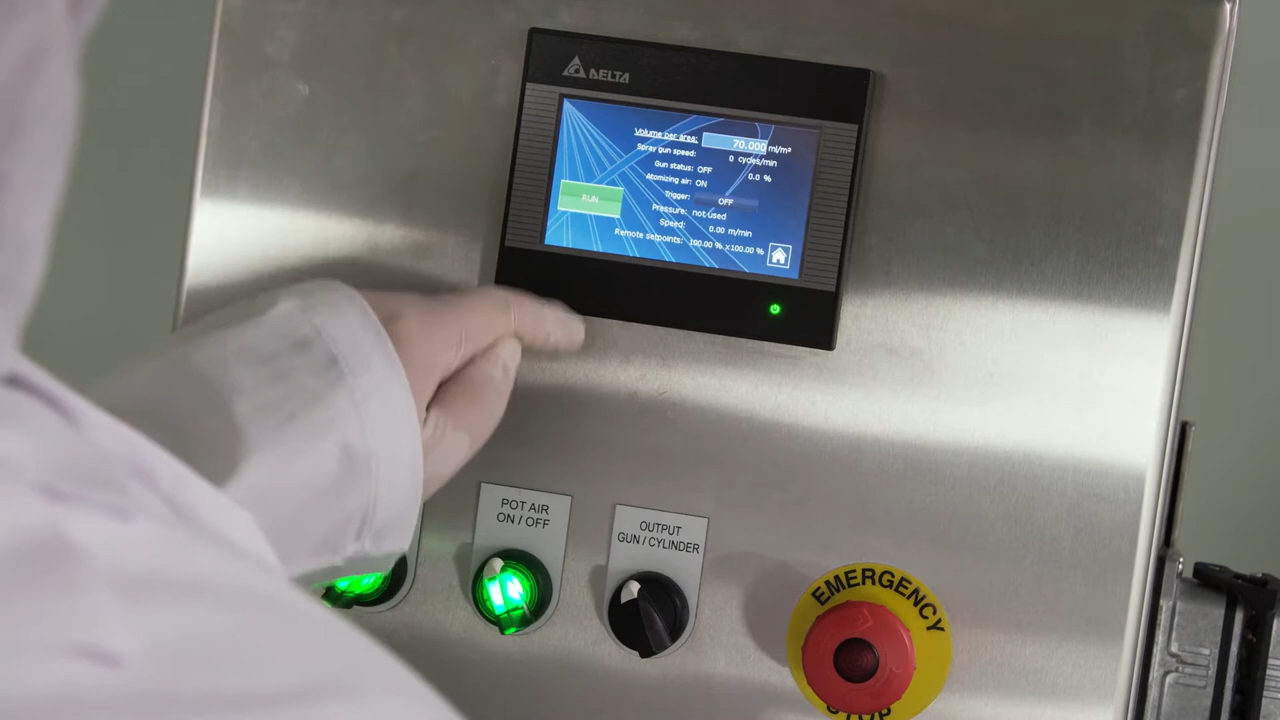 DELTA
Volume per area: 70.000 ml/m²
Spray gun speed: 0 cycles/min
Gun status: OFF 0.0 %
Atomizing air: ON
Trigger: OFF
Pressure: not used
Speed: 0.00 m/min
Remote setpoints: 100.00 % x100.00 %
RUN
POT AIR
ON / OFF
OUTPUT
GUN / CYLINDER
EMERGENCY
STOP